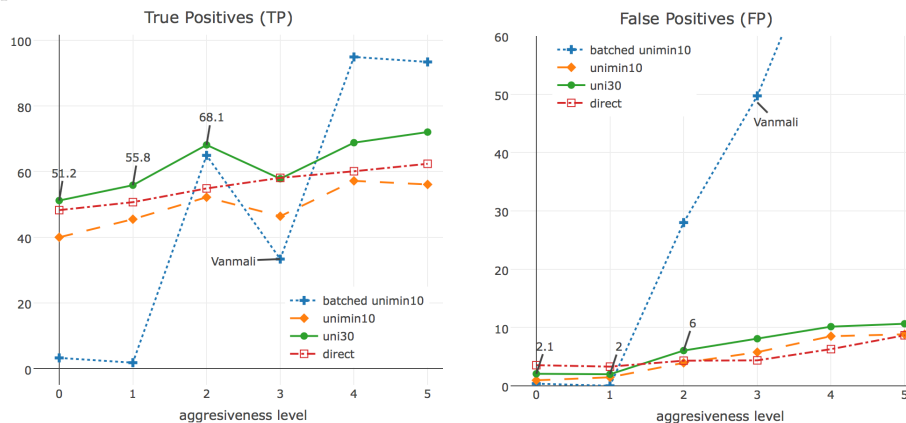 True Positives (TP)
100
80
60
40
20
0
51.2
55.8
68.1
Vanmali
batched unimin10
unimin10
uni30
direct
0 1 2 3 4 5
aggresiveness level
False Positives (FP)
60
50
40
30
20
10
0
batched unimin10
unimin10
uni30
direct
Vanmali
2.1
2
6
0 1 2 3 4 5
aggresiveness level